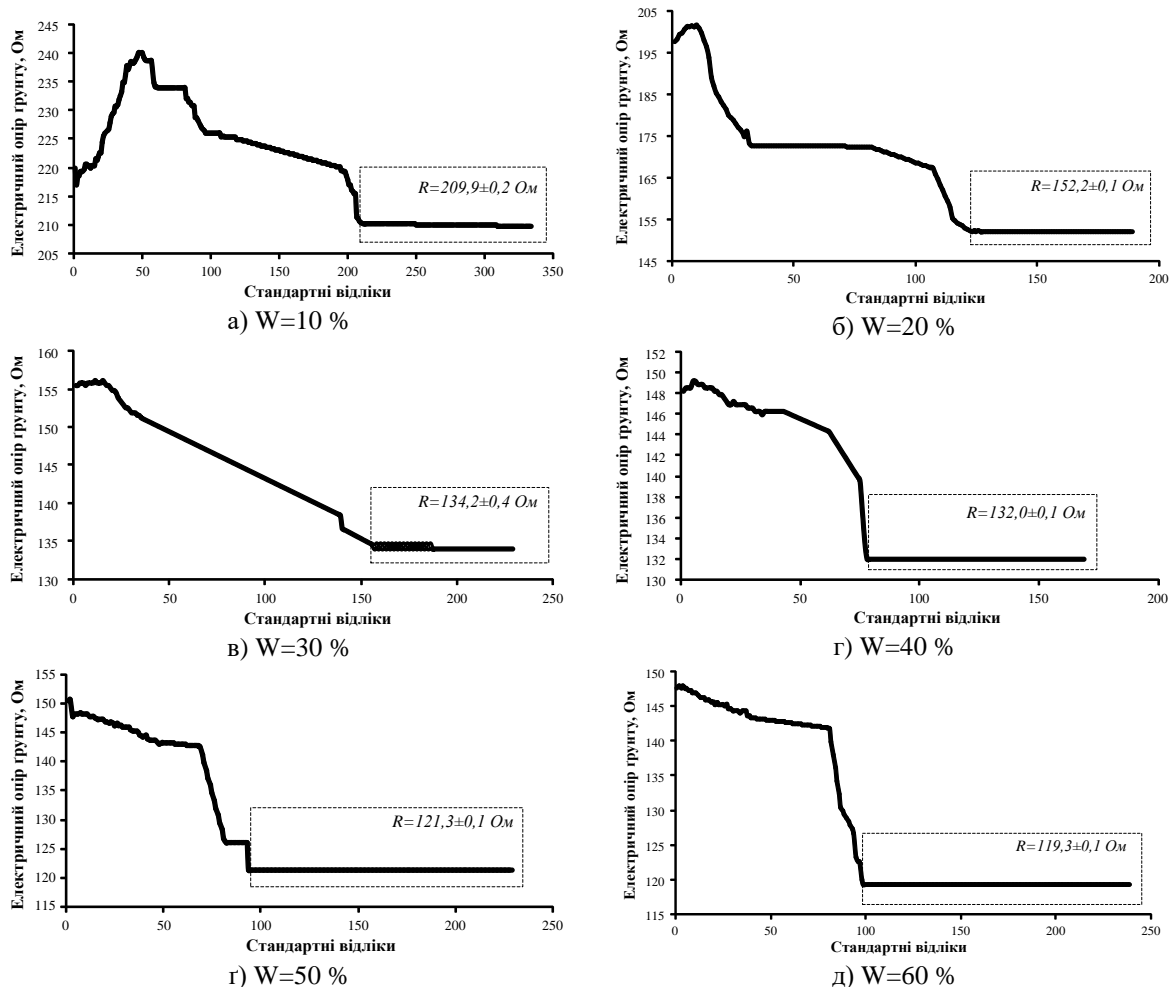 Електричний опір ґрунту, Ом
245
240
235
230
225
220
215
210
205
R=209,9±0,2 Ом
0 50 100 150 200 250 300 350
Стандартні відліки
а) W=10 %
Електричний опір ґрунту, Ом
205
195
185
175
165
155
145
R=152,2±0,1 Ом
0 50 100 150 200
Стандартні відліки
б) W=20 %
Електричний опір ґрунту, Ом
160
155
150
145
140
135
130
R=134,2±0,4 Ом
0 50 100 150 200 250
Стандартні відліки
в) W=30 %
Електричний опір ґрунту, Ом
152
150
148
146
144
142
140
138
136
134
132
130
R=132,0±0,1 Ом
0 50 100 150 200
Стандартні відліки
г) W=40 %
Електричний опір ґрунту, Ом
155
150
145
140
135
130
125
120
115
R=121,3±0,1 Ом
0 50 100 150 200 250
Стандартні відліки
ґ) W=50 %
Електричний опір ґрунту, Ом
150
145
140
135
130
125
120
115
R=119,3±0,1 Ом
0 50 100 150 200 250
Стандартні відліки
д) W=60 %